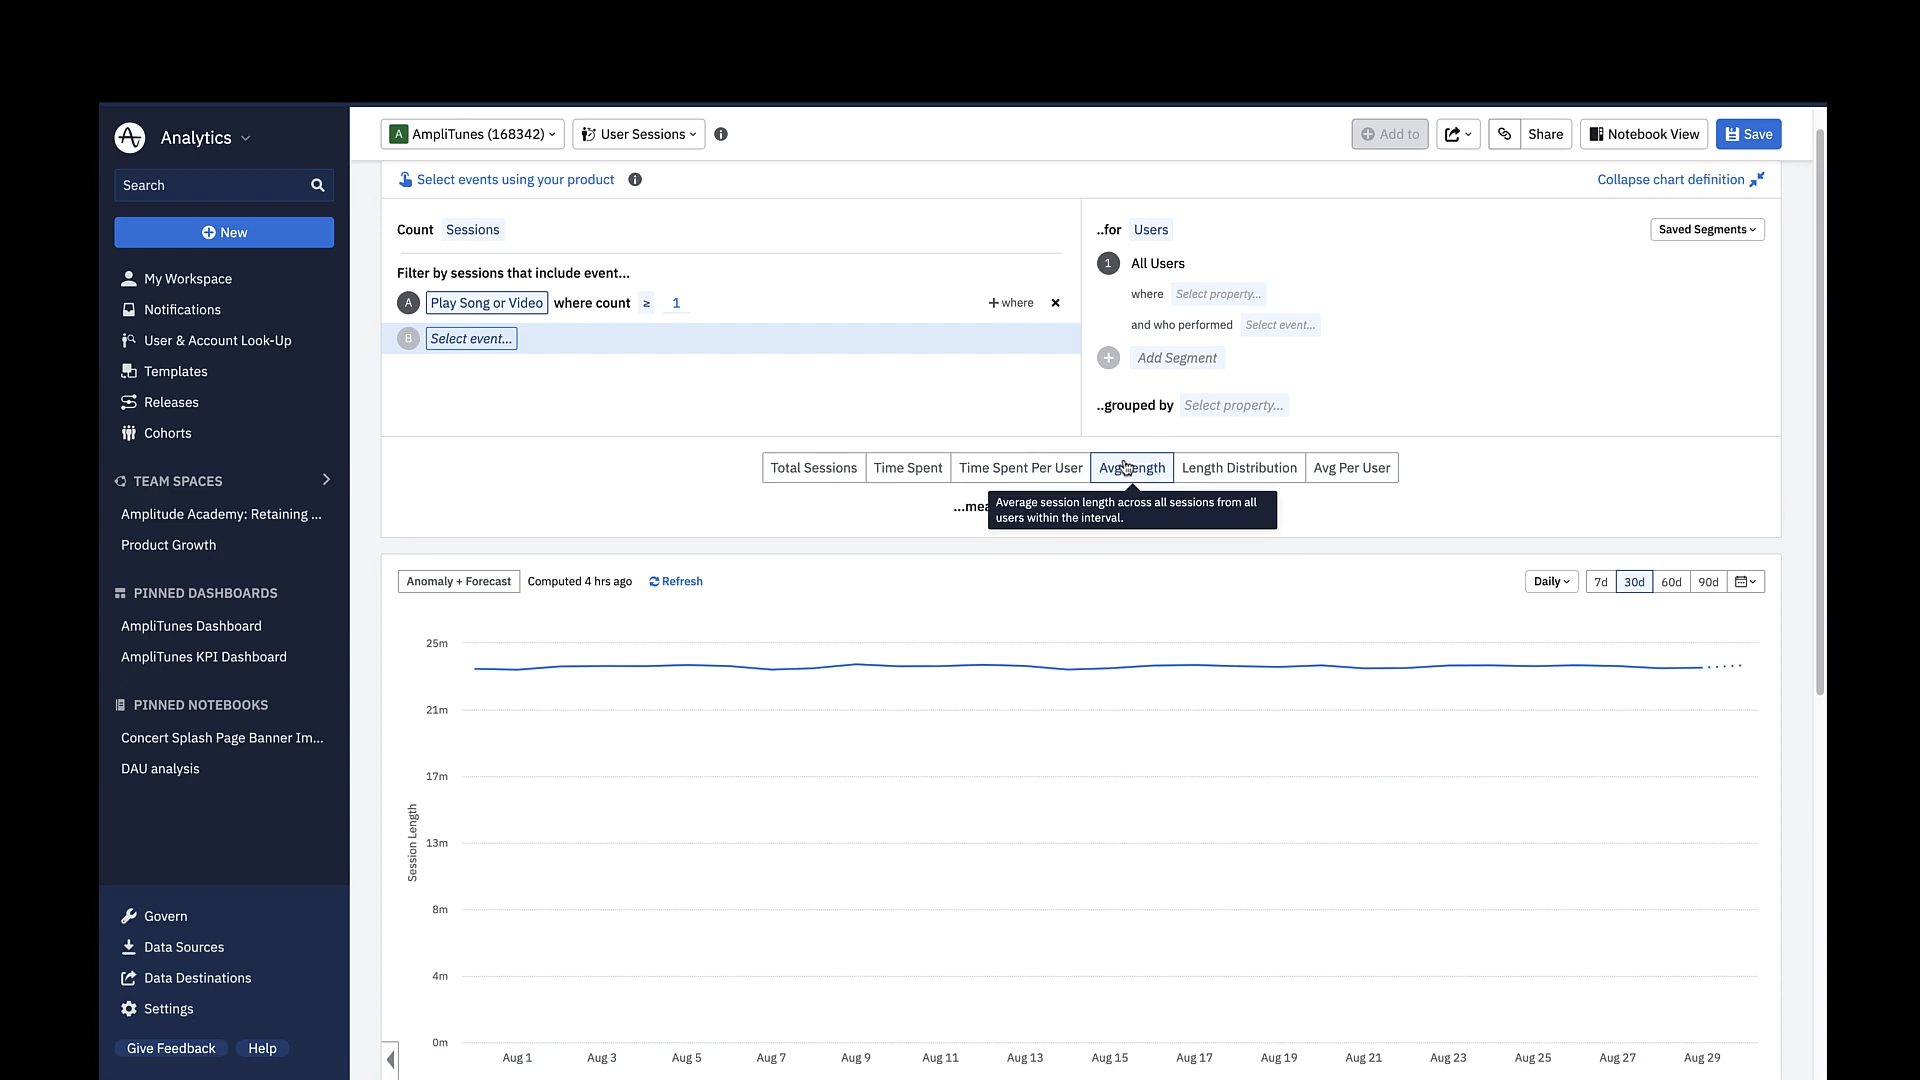 Analytics
Search
New
My Workspace
Notifications
User & Account Look-Up
Templates
Releases
Cohorts
TEAM SPACES
Amplitude Academy: Retaining ...
Product Growth
PINNED DASHBOARDS
AmpliTunes Dashboard
AmpliTunes KPI Dashboard
PINNED NOTEBOOKS
Concert Splash Page Banner Im...
DAU analysis
Govern
Data Sources
Data Destinations
Settings
Give Feedback Help
A AmpliTunes (168342) User Sessions
Add to Share Notebook View Save
Select events using your product
Collapse chart definition
Count Sessions
Filter by sessions that include event...
A Play Song or Video where count ≥ 1 + where
B Select event...
..for Users Saved Segments
1 All Users
where Select property...
and who performed Select event...
+ Add Segment
..grouped by Select property...
Total Sessions Time Spent Time Spent Per User Avg Length Length Distribution Avg Per User
...mea
Average session length across all sessions from all
users within the interval.
Anomaly + Forecast Computed 4 hrs ago Refresh
Daily 7d 30d 60d 90d
Session Length
25m
21m
17m
13m
8m
4m
0m
Aug 1 Aug 3 Aug 5 Aug 7 Aug 9 Aug 11 Aug 13 Aug 15 Aug 17 Aug 19 Aug 21 Aug 23 Aug 25 Aug 27 Aug 29